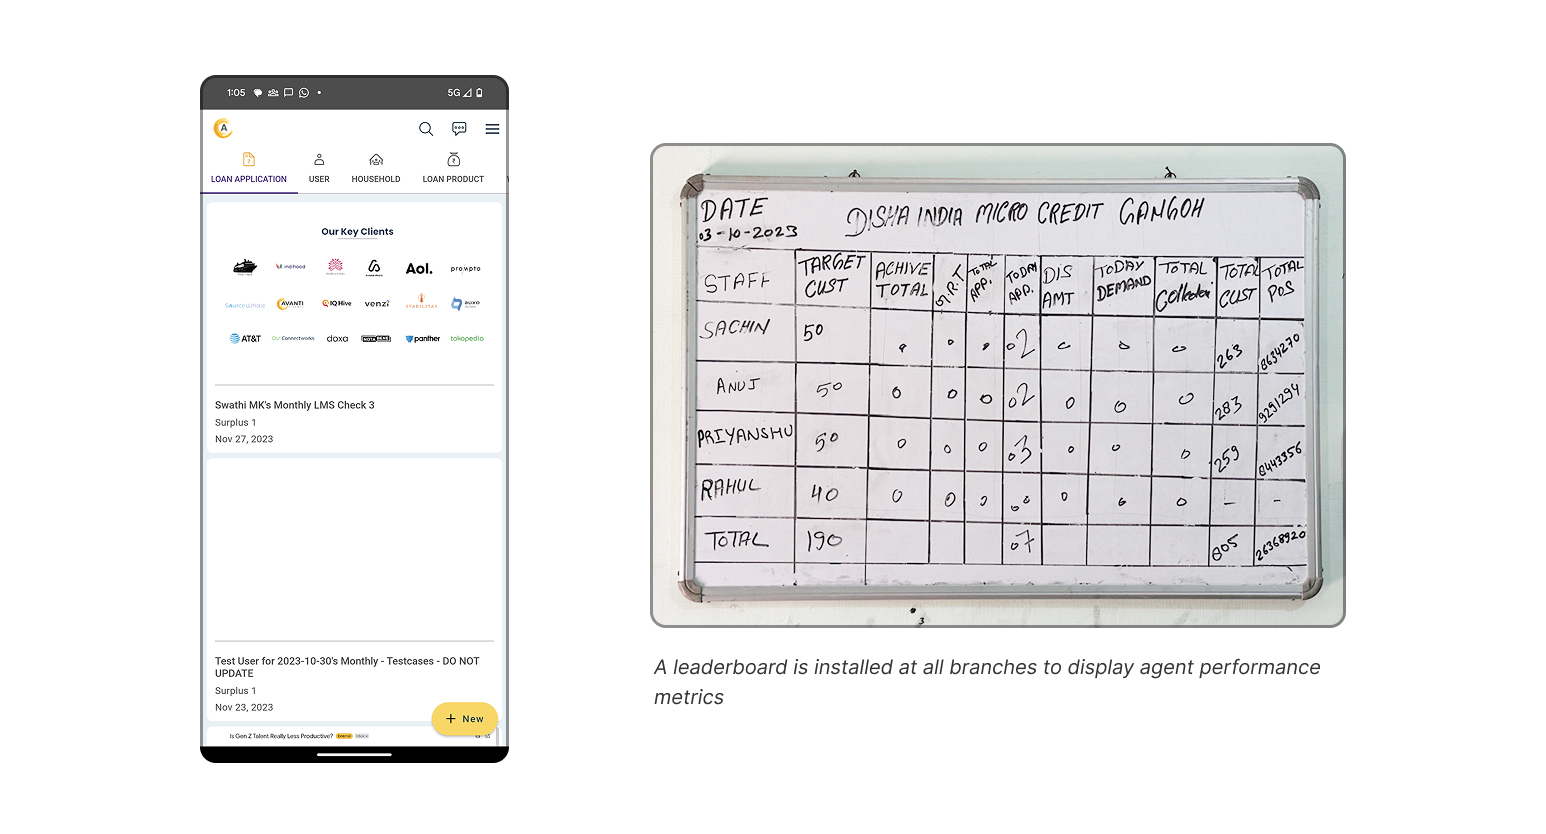 1:05
5G
A
LOAN APPLICATION USER HOUSEHOLD LOAN PRODUCT
Our Key Clients
Aol. prompto
AVANTI IQHive venzi STABILITAS auxo
AT&T Connectworks doxa panther tokopedia
Swathi MK's Monthly LMS Check 3
Surplus 1
Nov 27, 2023
Test User for 2023-10-30's Monthly - Testcases - DO NOT
UPDATE
Surplus 1
Nov 23, 2023
+ New
Is Gen Z Talent Really Less Productive?
DATE
03-10-2023
DISHA INDIA MICRO CREDIT GANGOH
STAFF TARGET CUST ACHIVE TOTAL G.R.T TOTAL APP. TODAY APP. DIS AMT TODAY DEMAND TOTAL Collection TOTAL CUST TOTAL POS
SACHIN 50 0 0 0 02 0 0 0 263 8634270
ANUJ 50 0 0 0 02 0 0 0 283 9291294
PRIYANSHU 50 0 0 0 03 0 0 0 259 8443356
RAHUL 40 0 0 0 00 0 0 0 - -
TOTAL 190 07 805 26368920
A leaderboard is installed at all branches to display agent performance
metrics